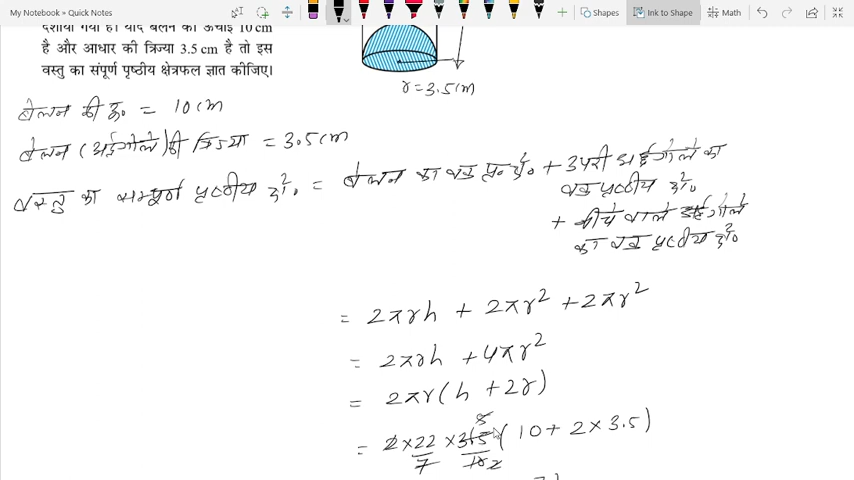 My Notebook » Quick Notes
Shapes Ink to Shape Math
दर्शाया गया है। यदि बेलन की ऊँचाई 10 cm
है और आधार की त्रिज्या 3.5 cm है तो इस
वस्तु का संपूर्ण पृष्ठीय क्षेत्रफल ज्ञात कीजिए।
r = 3.5 cm
बेलन की ऊ० = 10 cm
बेलन (अर्द्धगोले) की त्रिज्या = 3.5 cm
वस्तु का सम्पूर्ण पृष्ठीय क्षे० = बेलन का वक्र पृ० क्षे० + ऊपरी अर्द्धगोले का
वक्र पृष्ठीय क्षे०
+ नीचे वाले अर्द्धगोले
का वक्र पृष्ठीय क्षे०
= 2πrh + 2πr² + 2πr²
= 2πrh + 4πr²
= 2πr(h + 2r)
= 2 × 22/7 × 35/10 (10 + 2 × 3.5)